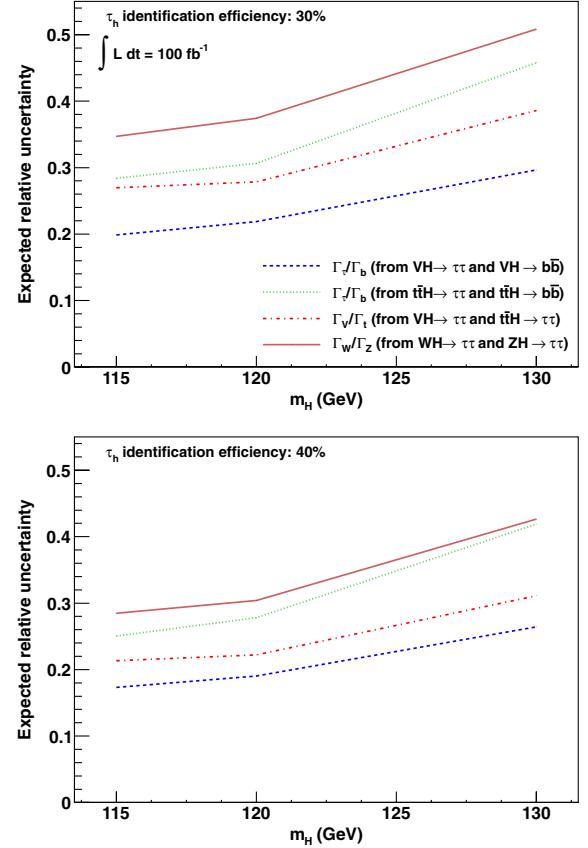 τh identification efficiency: 30%
∫ L dt = 100 fb-1
Expected relative uncertainty
0.5
0.4
0.3
0.2
0.1
0
Γτ/Γb (from VH→ ττ and VH→ bb̄)
Γτ/Γb (from tt̄H→ ττ and tt̄H→ bb̄)
ΓV/Γt (from VH→ ττ and tt̄H→ ττ)
ΓW/ΓZ (from WH→ ττ and ZH→ ττ)
115 120 125 130
mH (GeV)
τh identification efficiency: 40%
Expected relative uncertainty
0.5
0.4
0.3
0.2
0.1
0
115 120 125 130
mH (GeV)